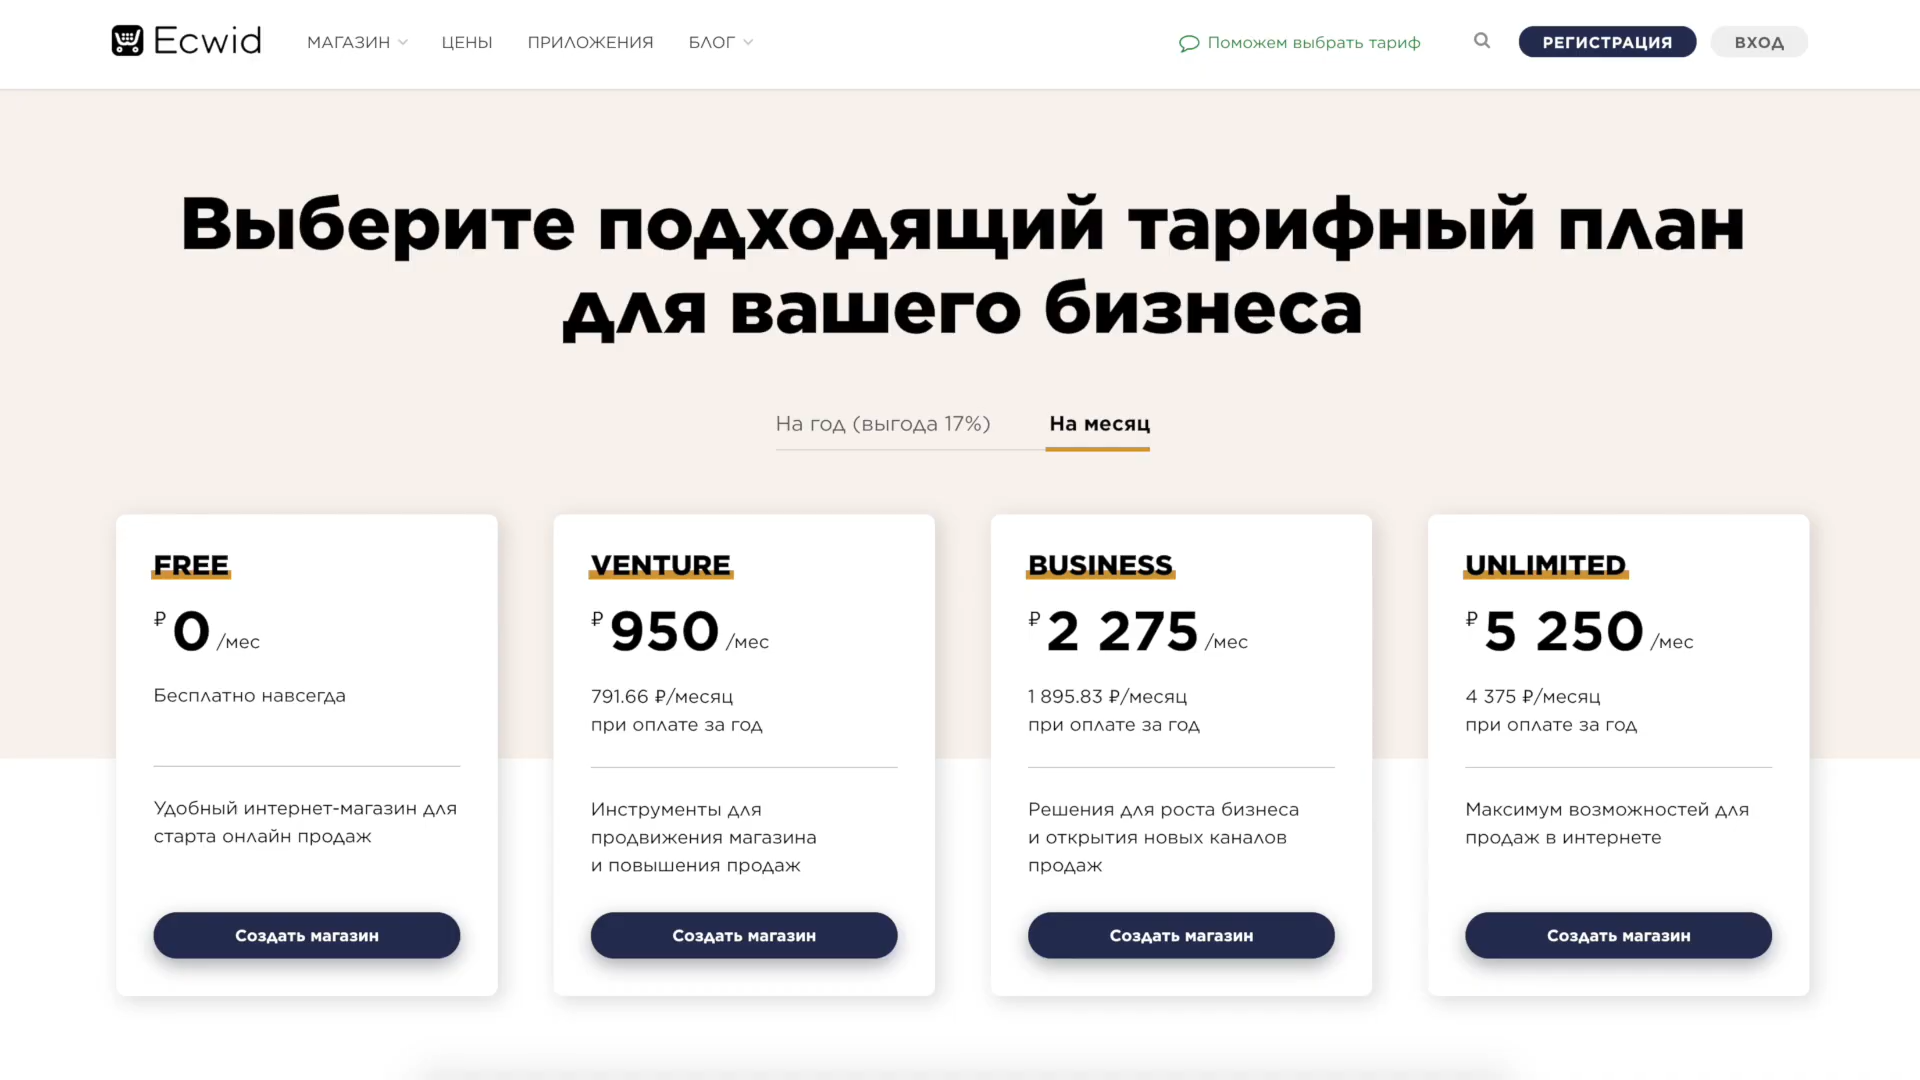 Ecwid
МАГАЗИН
ЦЕНЫ
ПРИЛОЖЕНИЯ
БЛОГ
Поможем выбрать тариф
РЕГИСТРАЦИЯ
ВХОД
Выберите подходящий тарифный план
для вашего бизнеса
На год (выгода 17%)
На месяц
FREE
₽ 0 /мес
Бесплатно навсегда
Удобный интернет-магазин для
старта онлайн продаж
Создать магазин
VENTURE
₽ 950 /мес
791.66 ₽/месяц
при оплате за год
Инструменты для
продвижения магазина
и повышения продаж
Создать магазин
BUSINESS
₽ 2 275 /мес
1 895.83 ₽/месяц
при оплате за год
Решения для роста бизнеса
и открытия новых каналов
продаж
Создать магазин
UNLIMITED
₽ 5 250 /мес
4 375 ₽/месяц
при оплате за год
Максимум возможностей для
продаж в интернете
Создать магазин